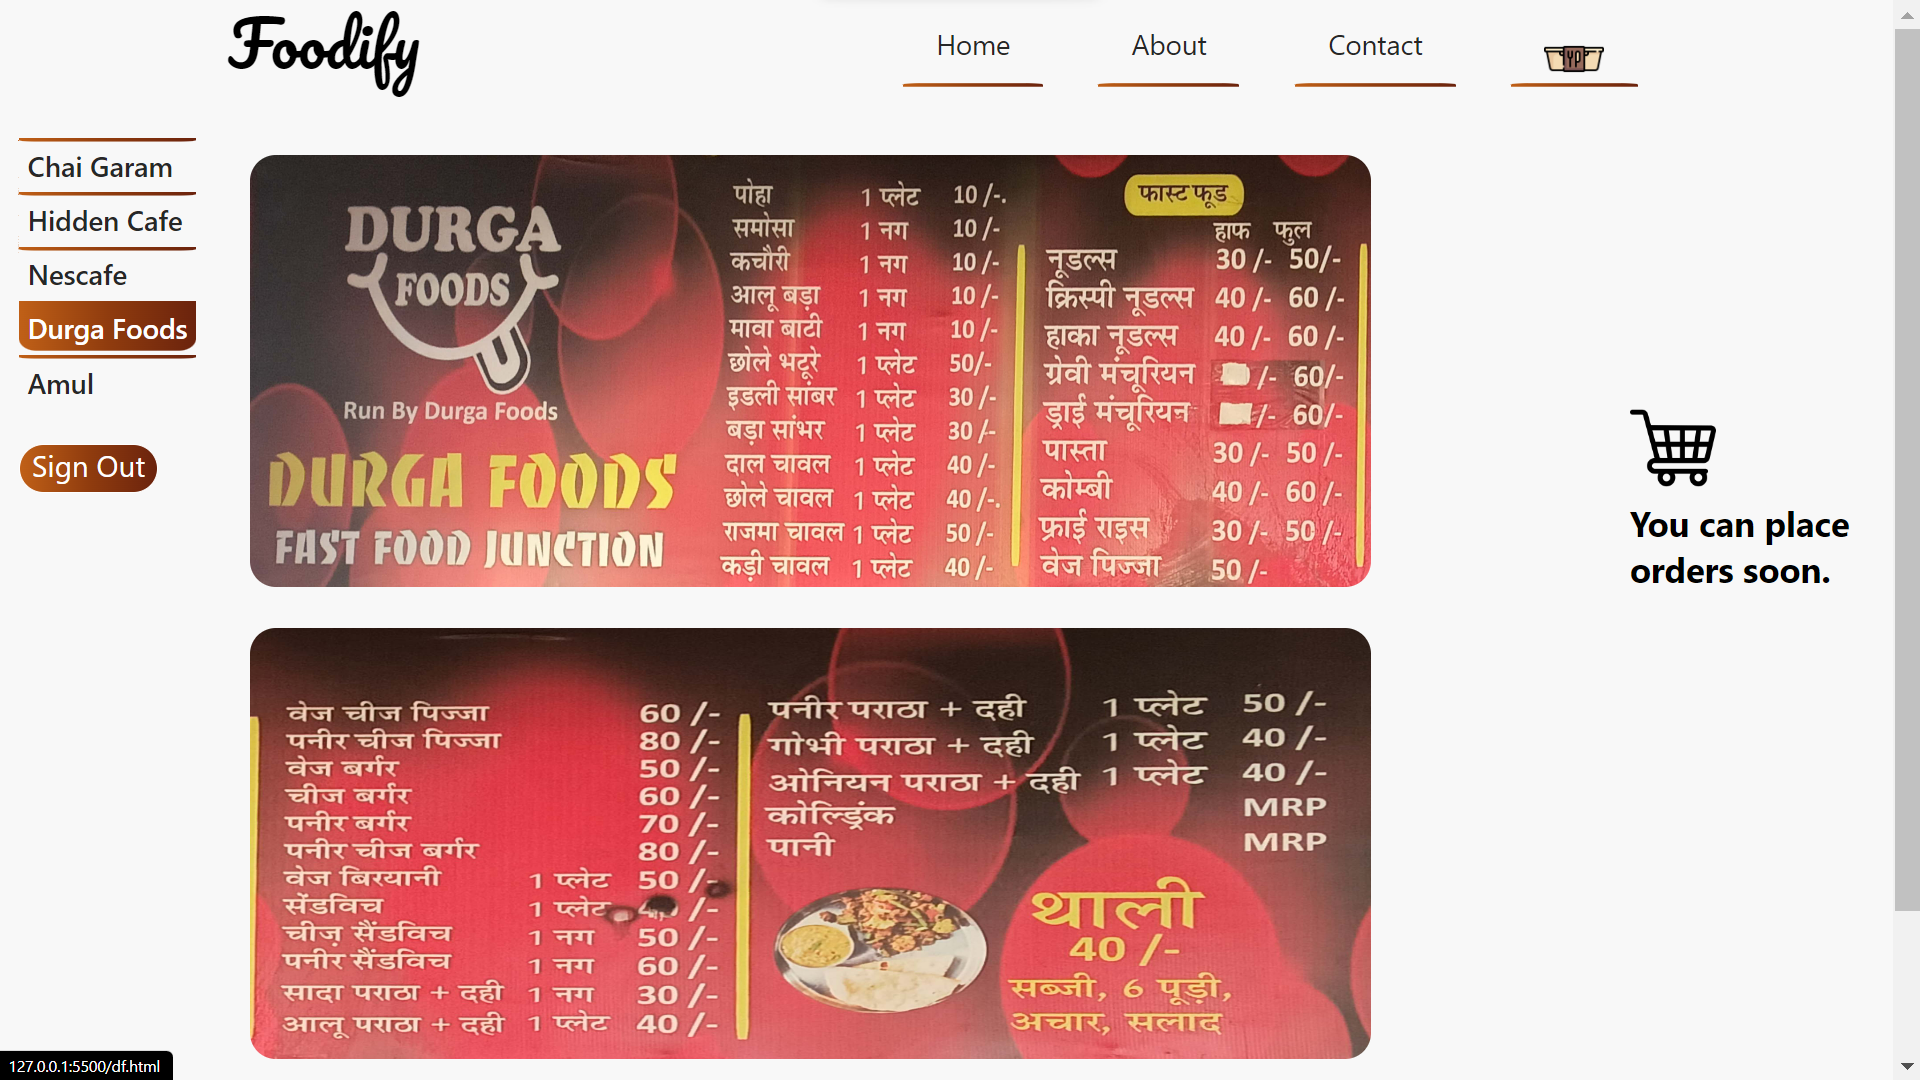 Foodify
Home About Contact
Chai Garam
Hidden Cafe
Nescafe
Durga Foods
Amul
Sign Out
DURGA
FOODS
Run By Durga Foods
DURGA FOODS
FAST FOOD JUNCTION
पोहा 1 प्लेट 10 /-.
समोसा 1 नग 10 /-
कचौरी 1 नग 10 /-
आलू बड़ा 1 नग 10 /-
मावा बाटी 1 नग 10 /-
छोले भटूरे 1 प्लेट 50/-
इडली सांबर 1 प्लेट 30 /-
बड़ा सांभर 1 प्लेट 30 /-
दाल चावल 1 प्लेट 40 /-
छोले चावल 1 प्लेट 40 /-.
राजमा चावल 1 प्लेट 50 /-
कड़ी चावल 1 प्लेट 40 /-
फास्ट फूड
हाफ फुल
नूडल्स 30 /- 50/-
क्रिस्पी नूडल्स 40 /- 60 /-
हाका नूडल्स 40 /- 60 /-
ग्रेवी मंचूरियन /- 60/-
ड्राई मंचूरियन /- 60/-
पास्ता 30 /- 50 /-
कोम्बी 40 /- 60 /-
फ्राई राइस 30 /- 50 /-
वेज पिज्जा 50 /-
You can place
orders soon.
वेज चीज पिज्जा 60 /-
पनीर चीज पिज्जा 80 /-
वेज बर्गर 50 /-
चीज बर्गर 60 /-
पनीर बर्गर 70 /-
पनीर चीज बर्गर 80 /-
वेज बिरयानी 1 प्लेट 50 /-
सेंडविच 1 प्लेट /-
चीज़ सैंडविच 1 नग 50 /-
पनीर सैंडविच 1 नग 60 /-
सादा पराठा + दही 1 नग 30 /-
आलू पराठा + दही 1 प्लेट 40 /-
पनीर पराठा + दही 1 प्लेट 50 /-
गोभी पराठा + दही 1 प्लेट 40 /-
ओनियन पराठा + दही 1 प्लेट 40 /-
कोल्ड्रिंक MRP
पानी MRP
थाली
40 /-
सब्जी, 6 पूड़ी,
अचार, सलाद
127.0.0.1:5500/df.html